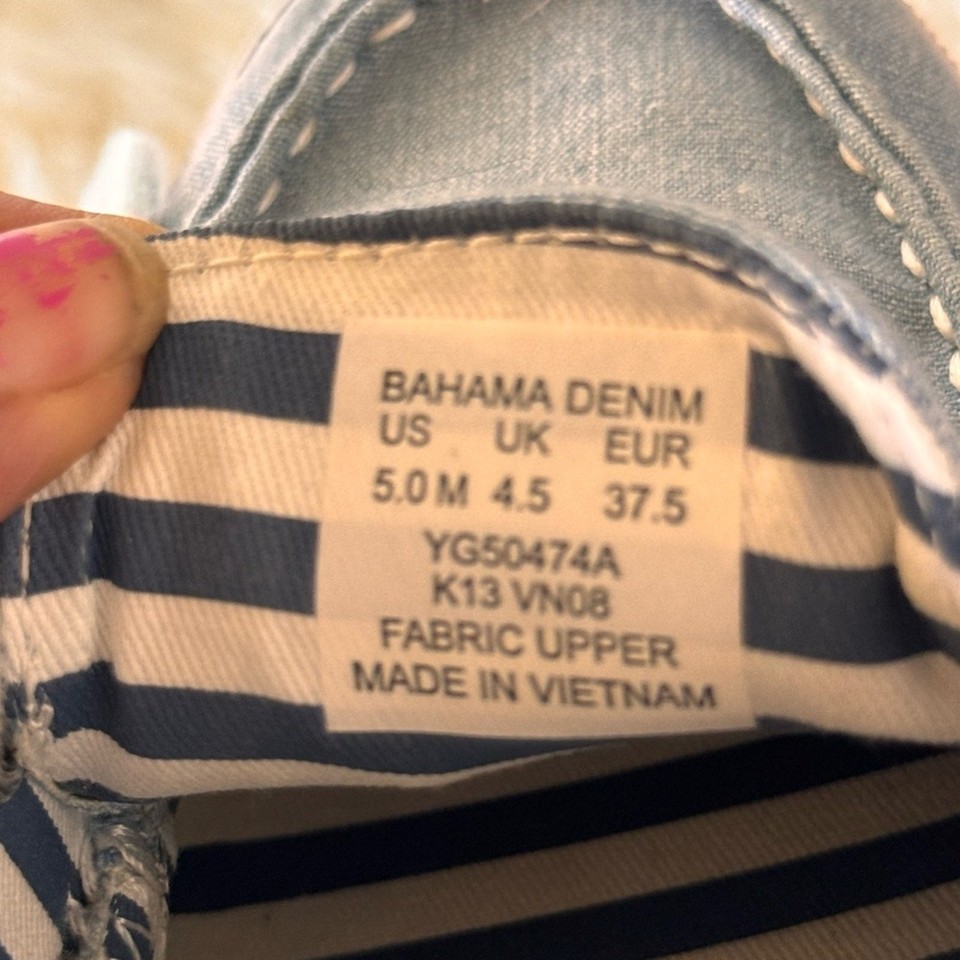 BAHAMA DENIM
US UK EUR
5.0 M 4.5 37.5
YG50474A
K13 VN08
FABRIC UPPER
MADE IN VIETNAM